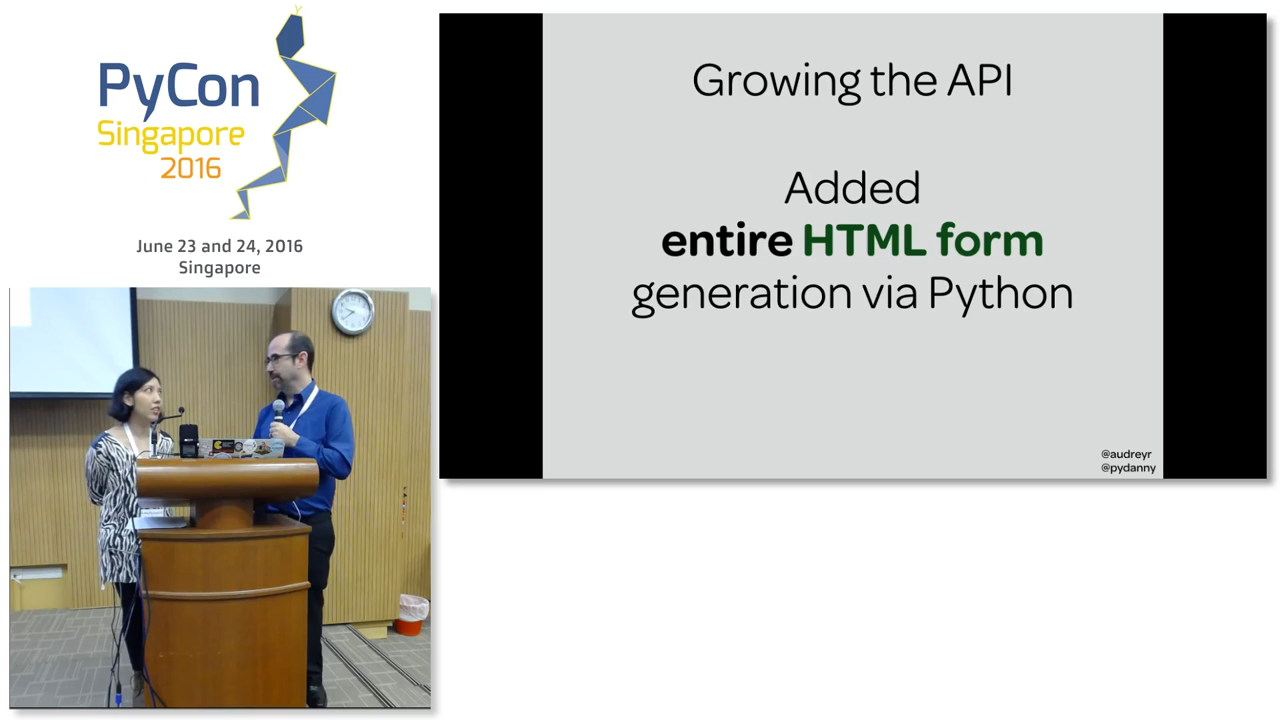 PyCon
Singapore
2016
June 23 and 24, 2016
Singapore
Growing the API
Added
entire HTML form
generation via Python
@audreyr
@pydanny